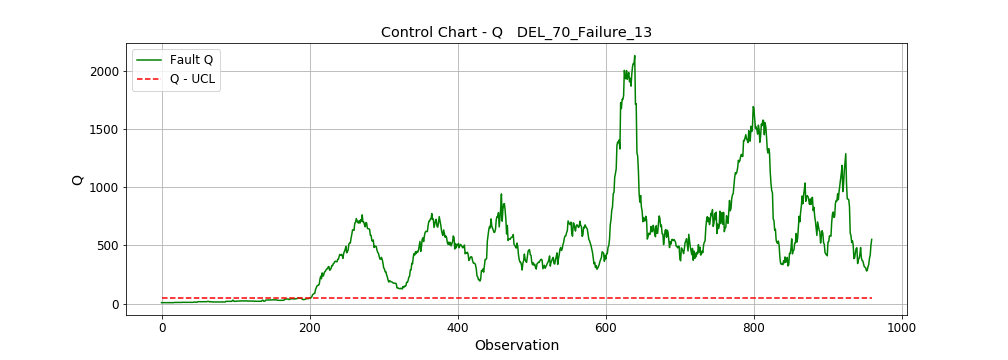 Control Chart - Q   DEL_70_Failure_13
Fault Q
Q - UCL
2000
1500
1000
500
0
Q
0 200 400 600 800 1000
Observation